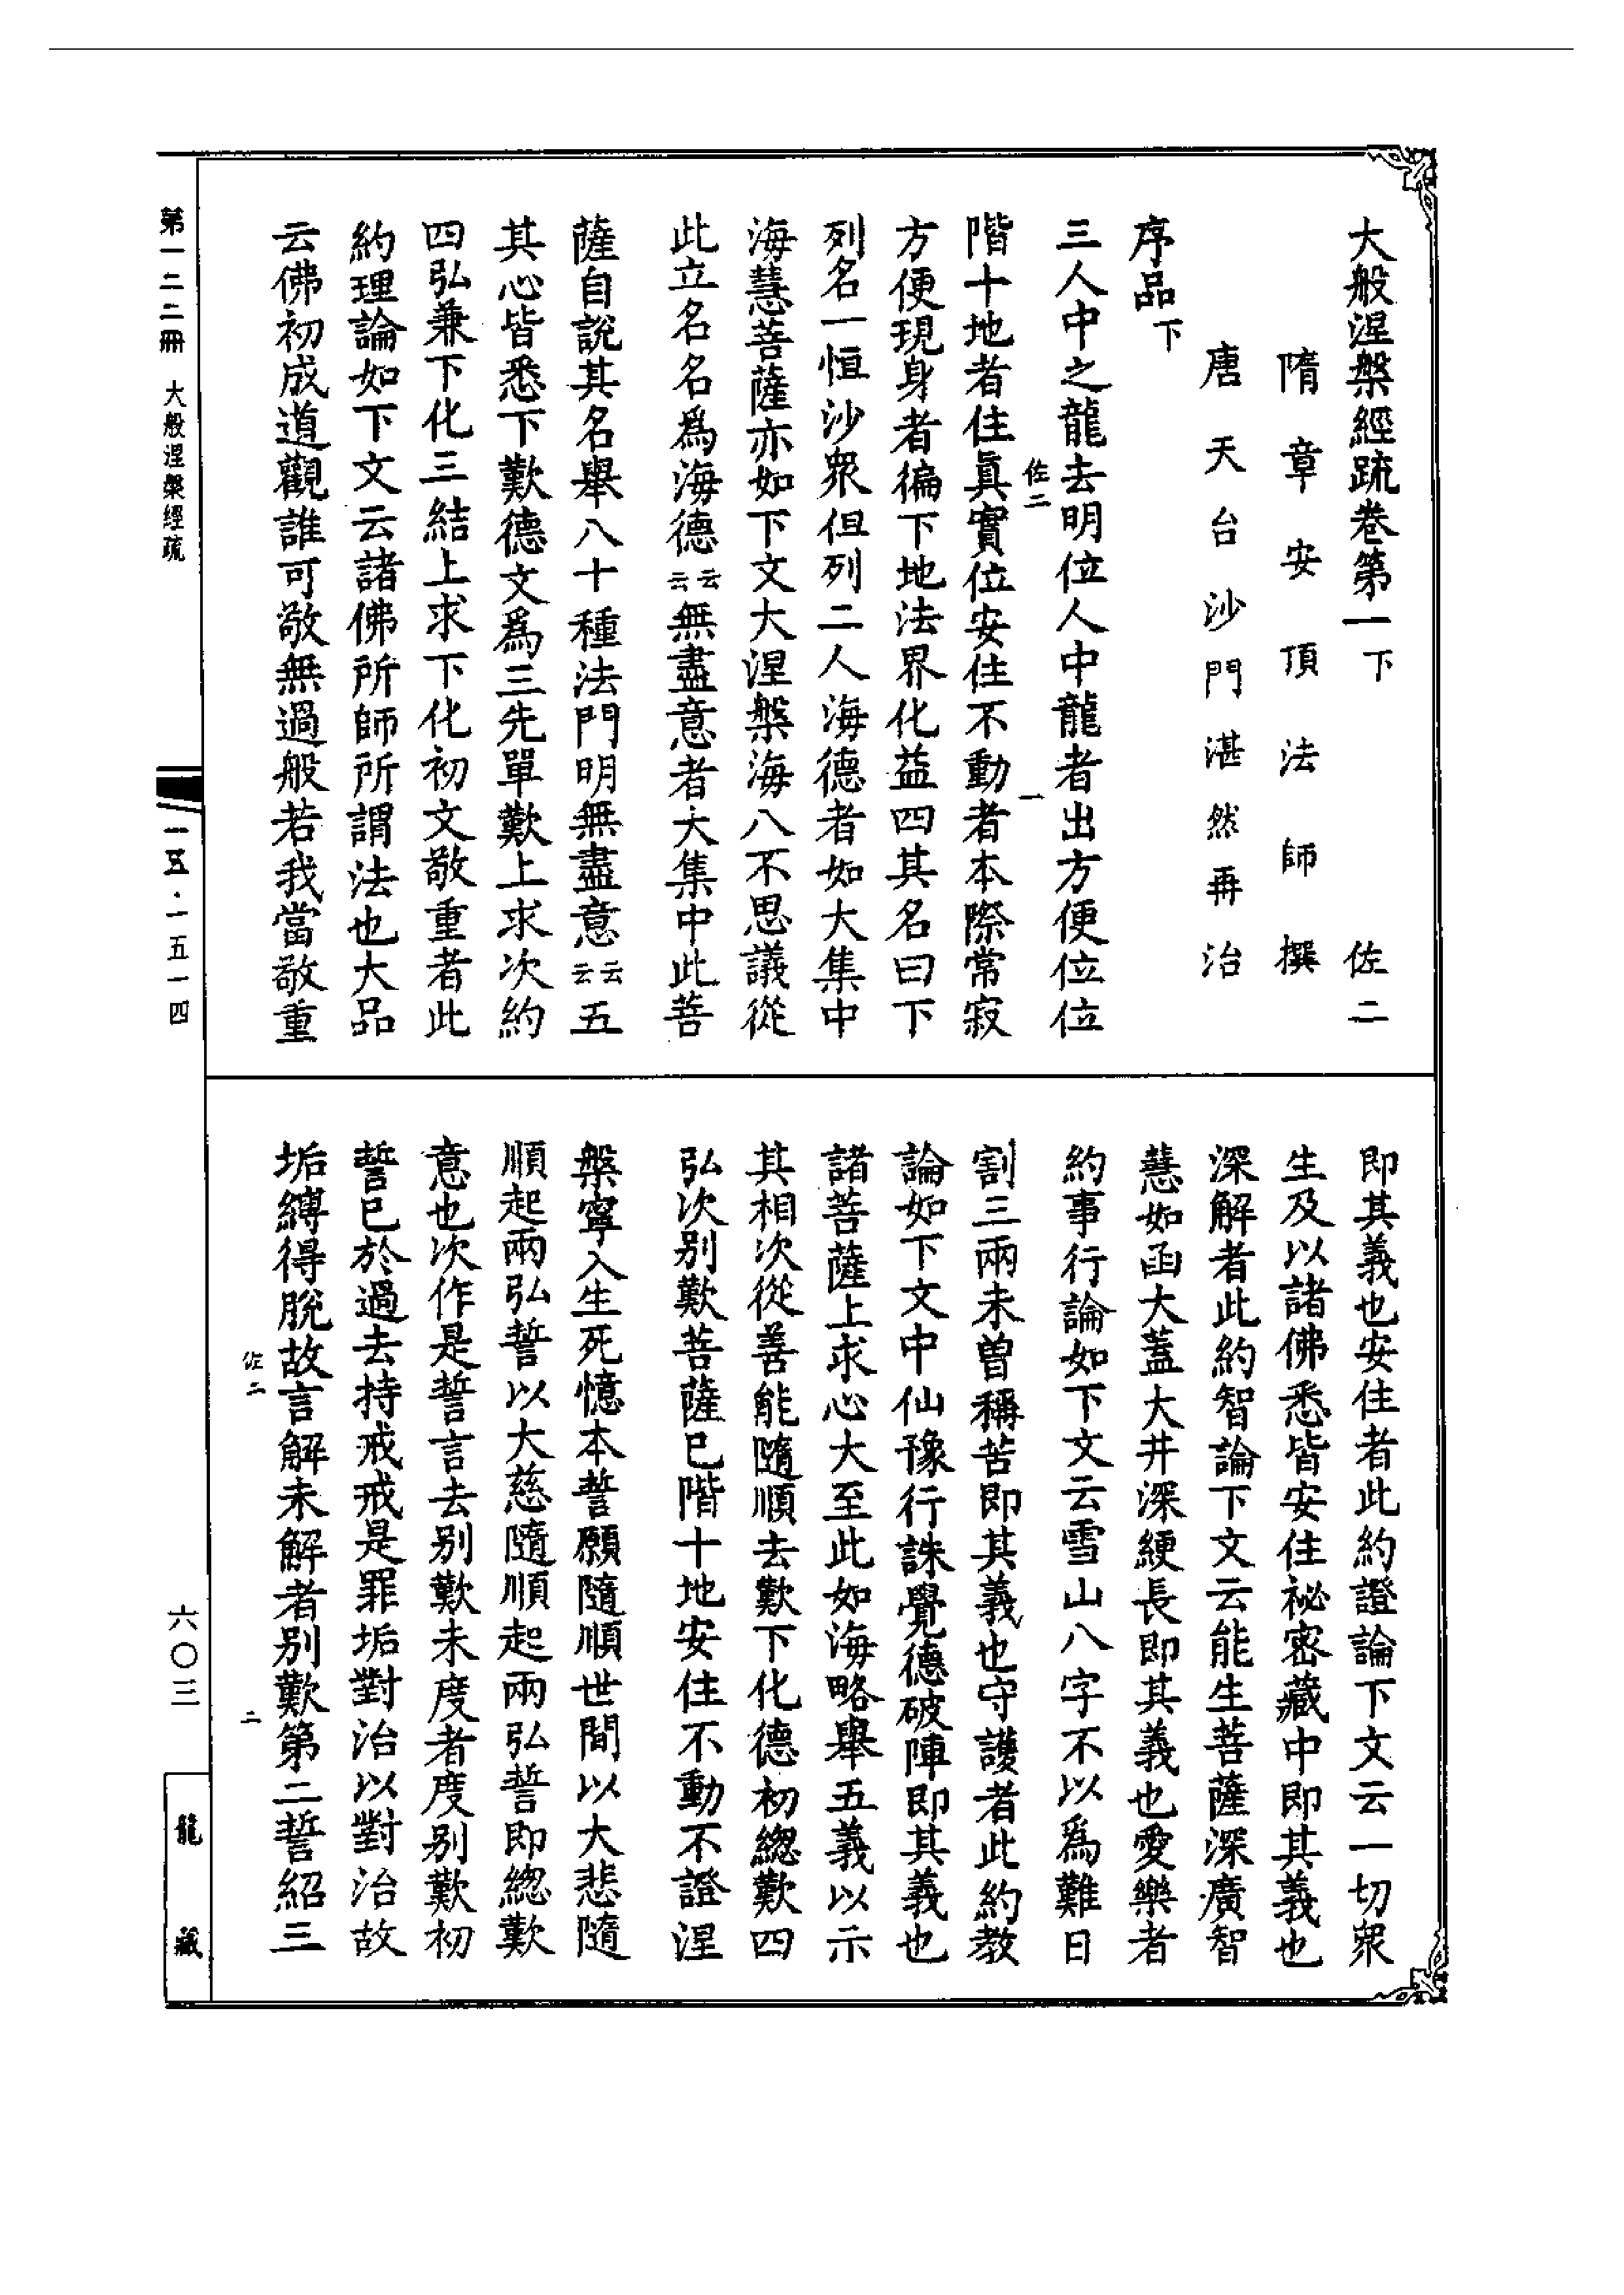 大般涅槃經䟽卷第一下　佐二
隋章安頂法師撰
唐天台沙門湛然再治
序品下
三人中之龍去明位人中龍者出方便位位
佐二　一
階十地者住眞實位安住不動者本際常寂
方便現身者徧下地法界化益四其名曰下
列名一恒沙衆但列二人海德者如大集中
海慧菩薩亦如下文大涅槃海八不思議從
此立名名爲海德云云無盡意者大集中此菩
薩自說其名舉八十種法門明無盡意云云五
其心皆悉下歎德文爲三先單歎上求次約
四弘兼下化三結上求下化初文敬重者此
約理論如下文云諸佛所師所謂法也大品
云佛初成道觀誰可敬無過般若我當敬重
即其義也安住者此約證論下文云一切衆
生及以諸佛悉皆安住祕密藏中即其義也
深解者此約智論下文云能生菩薩深廣智
慧如函大蓋大井深綆長即其義也愛樂者
約事行論如下文云雪山八字不以爲難日
割三兩未曾稱苦即其義也守護者此約教
論如下文中仙豫行誅覺德破陣即其義也
諸菩薩上求心大至此如海略舉五義以示
其相次從善能隨順去歎下化德初總歎四
弘次別歎菩薩巳階十地安住不動不證涅
槃寧入生死憶本誓願隨順世間以大悲隨
順起兩弘誓以大慈隨順起兩弘誓即總歎
意也次作是誓言去別歎未度者度別歎初
誓巳於過去持戒戒是罪垢對治以對治故
垢縛得脫故言解未解者別歎第二誓紹三
佐二　二
第一二二冊　大般涅槃經疏
一五·一五一四
六〇三
龍藏